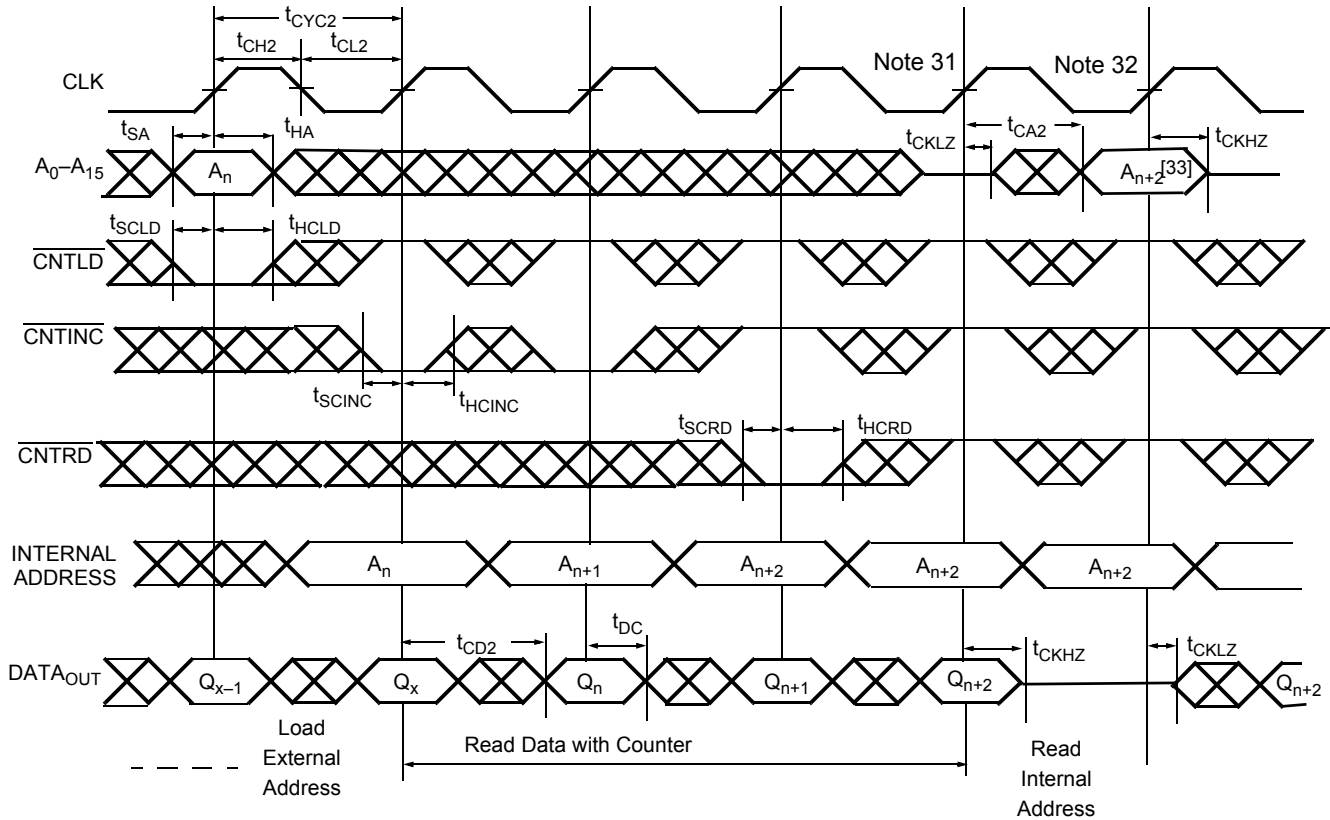 tCYC2
tCH2 tCL2
CLK
Note 31 Note 32
tSA tHA tCKLZ tCA2 tCKHZ
A0–A15
An
An+2[33]
tSCLD tHCLD
CNTLD
CNTINC
tSCINC tHCINC
tSCRD tHCRD
CNTRD
INTERNAL
ADDRESS
An An+1 An+2 An+2 An+2
tCD2 tDC tCKHZ tCKLZ
DATAOUT
Qx–1 Qx Qn Qn+1 Qn+2 Qn+2
Load
External
Address
Read Data with Counter
Read
Internal
Address